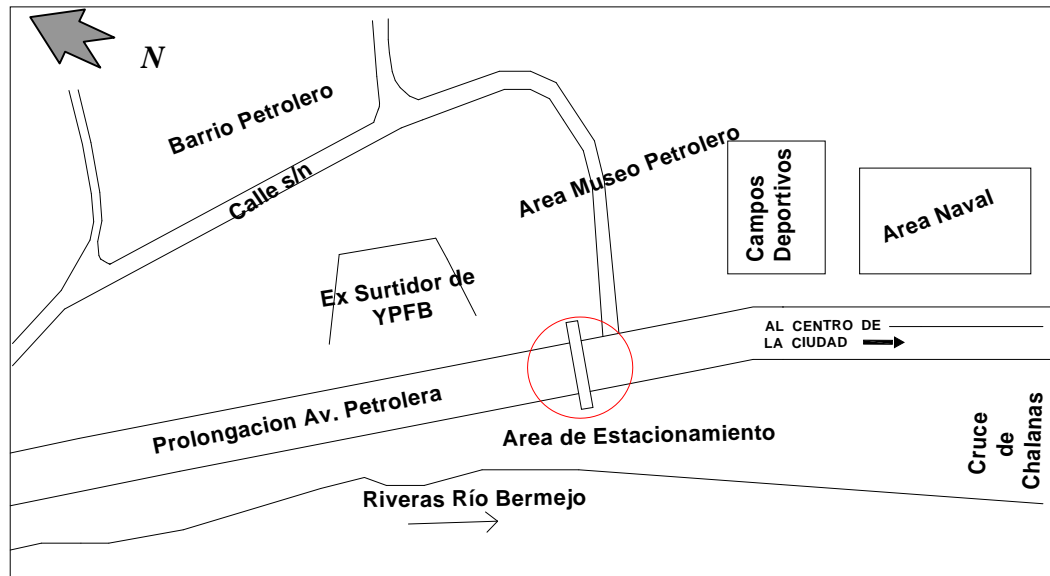 N
Barrio Petrolero
Calle s/n
Area Museo Petrolero
Campos
Deportivos
Area Naval
Ex Surtidor de
YPFB
AL CENTRO DE
LA CIUDAD
Prolongacion Av. Petrolera
Area de Estacionamiento
Cruce
de
Chalanas
Riveras Río Bermejo